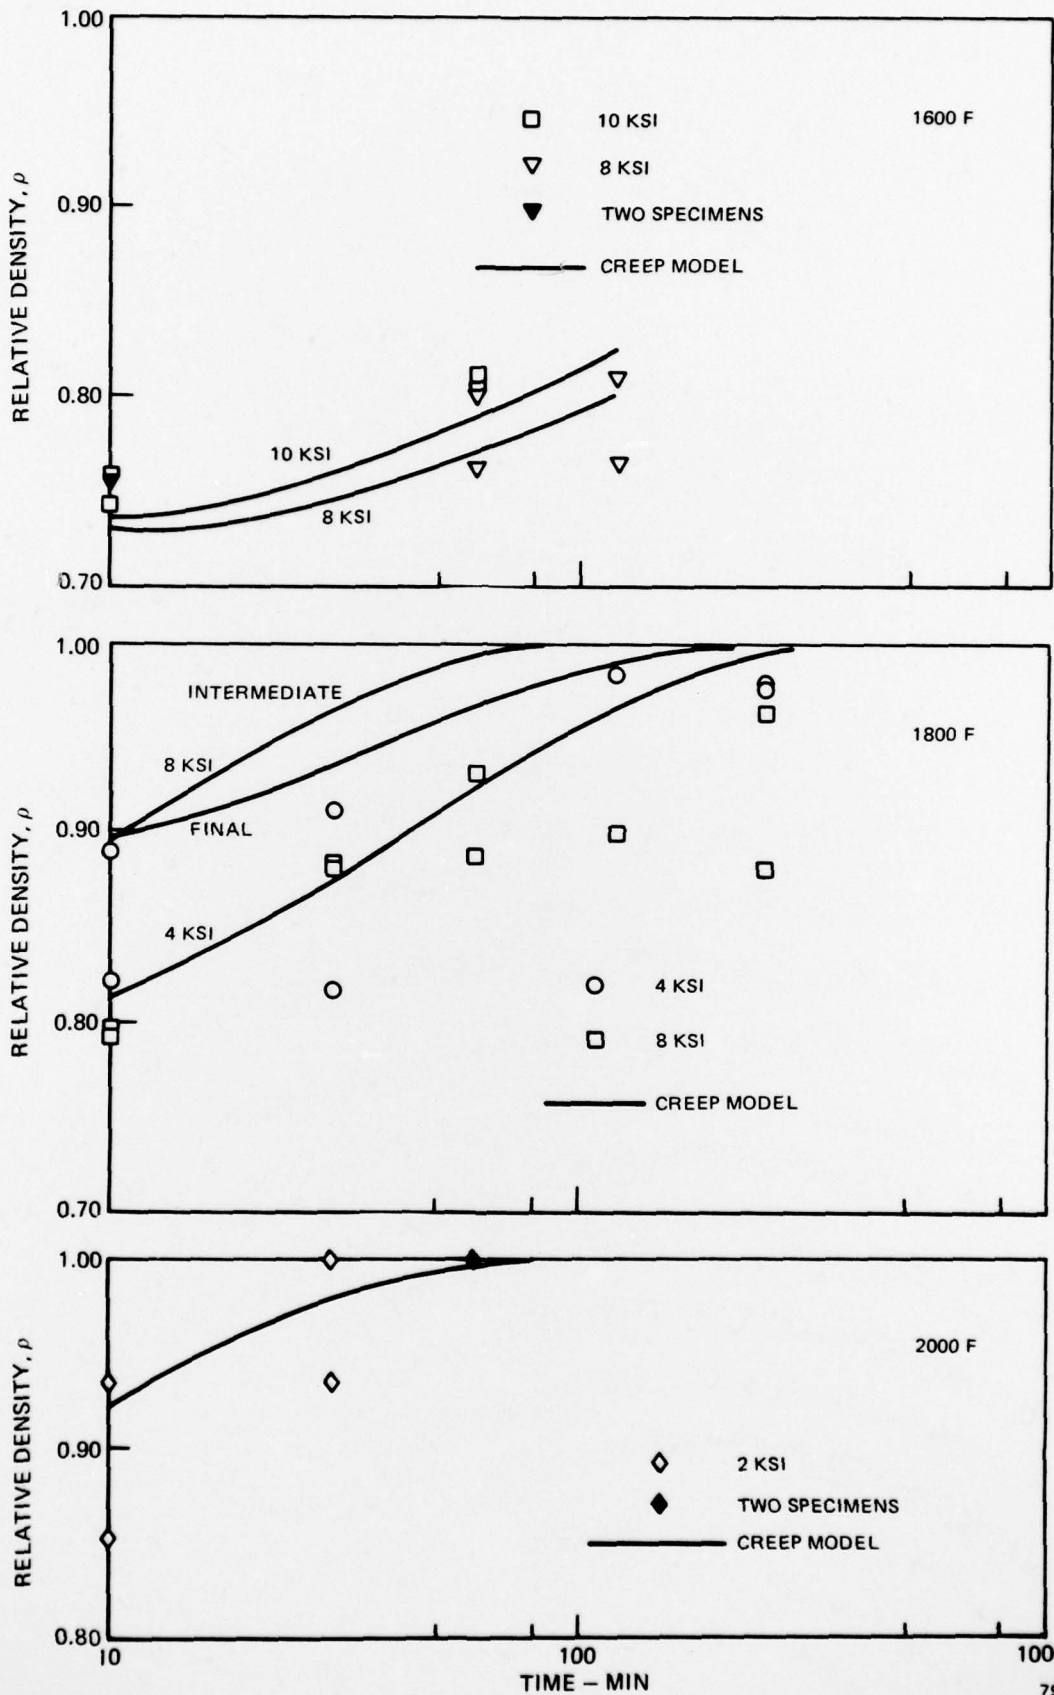 1.00
10 KSI
1600 F
8 KSI
0.90
TWO SPECIMENS
CREEP MODEL
RELATIVE DENSITY, ρ
0.80
10 KSI
8 KSI
0.70
1.00
INTERMEDIATE
1800 F
8 KSI
0.90
FINAL
RELATIVE DENSITY, ρ
4 KSI
4 KSI
0.80
8 KSI
CREEP MODEL
0.70
1.00
2000 F
RELATIVE DENSITY, ρ
0.90
2 KSI
TWO SPECIMENS
CREEP MODEL
0.80
10
100
100
TIME – MIN